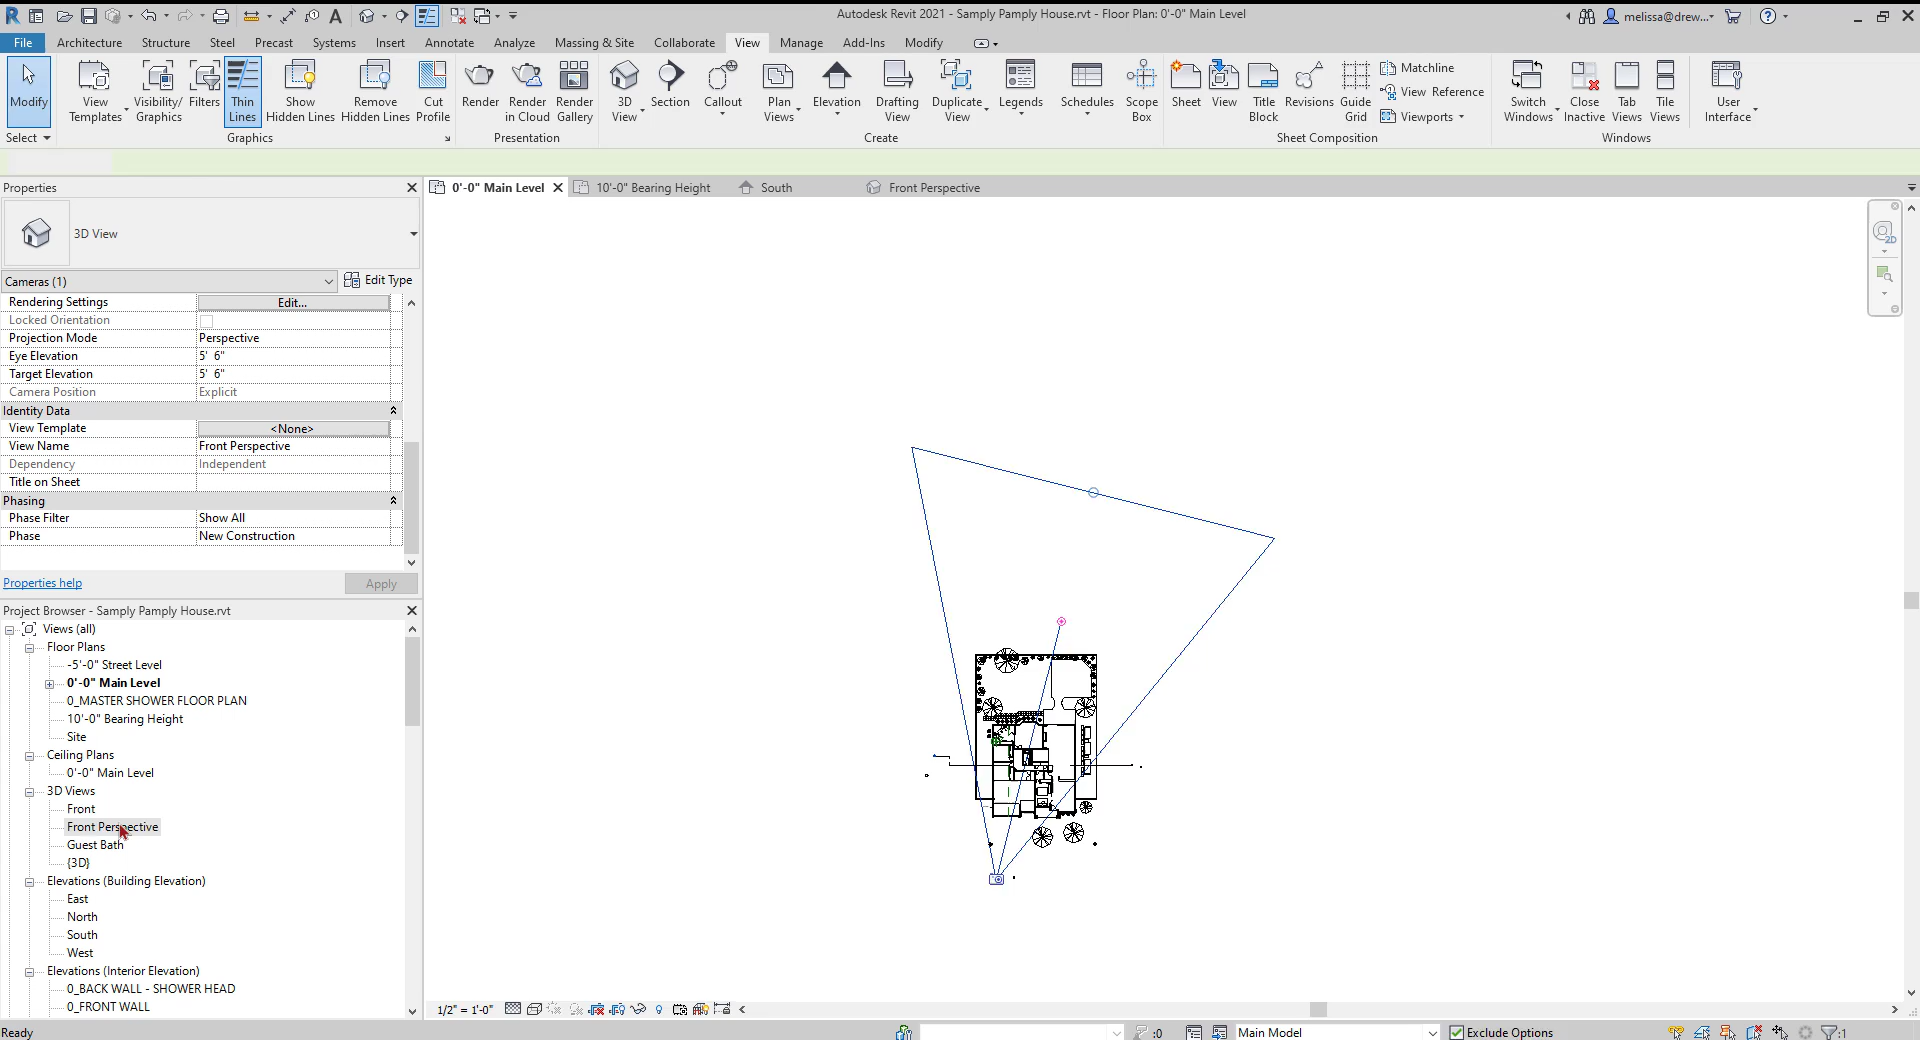 Autodesk Revit 2021 - Samply Pamply House.rvt - Floor Plan: 0'-0" Main Level
melissa@drew...
File Architecture Structure Steel Precast Systems Insert Annotate Analyze Massing & Site Collaborate View Manage Add-Ins Modify
Modify
View Templates
Visibility/ Graphics
Filters
Thin Lines
Show Hidden Lines
Remove Hidden Lines
Cut Profile
Render
Render in Cloud
Render Gallery
3D View
Section
Callout
Plan Views
Elevation
Drafting View
Duplicate View
Legends
Schedules
Scope Box
Sheet
View
Title Block
Revisions
Guide Grid
Matchline
View Reference
Viewports
Switch Windows
Close Inactive
Tab Views
Tile Views
User Interface
Select
Graphics
Presentation
Create
Sheet Composition
Windows
Properties
0'-0" Main Level
10'-0" Bearing Height
South
Front Perspective
3D View
Cameras (1)
Edit Type
Rendering Settings Edit...
Locked Orientation
Projection Mode Perspective
Eye Elevation 5' 6"
Target Elevation 5' 6"
Camera Position Explicit
Identity Data
View Template <None>
View Name Front Perspective
Dependency Independent
Title on Sheet
Phasing
Phase Filter Show All
Phase New Construction
Properties help
Apply
Project Browser - Samply Pamply House.rvt
Views (all)
Floor Plans
-5'-0" Street Level
0'-0" Main Level
0_MASTER SHOWER FLOOR PLAN
10'-0" Bearing Height
Site
Ceiling Plans
0'-0" Main Level
3D Views
Front
Front Perspective
Guest Bath
{3D}
Elevations (Building Elevation)
East
North
South
West
Elevations (Interior Elevation)
0_BACK WALL - SHOWER HEAD
0_FRONT WALL
2D
1/2" = 1'-0"
Ready
:0
Main Model
Exclude Options
:1